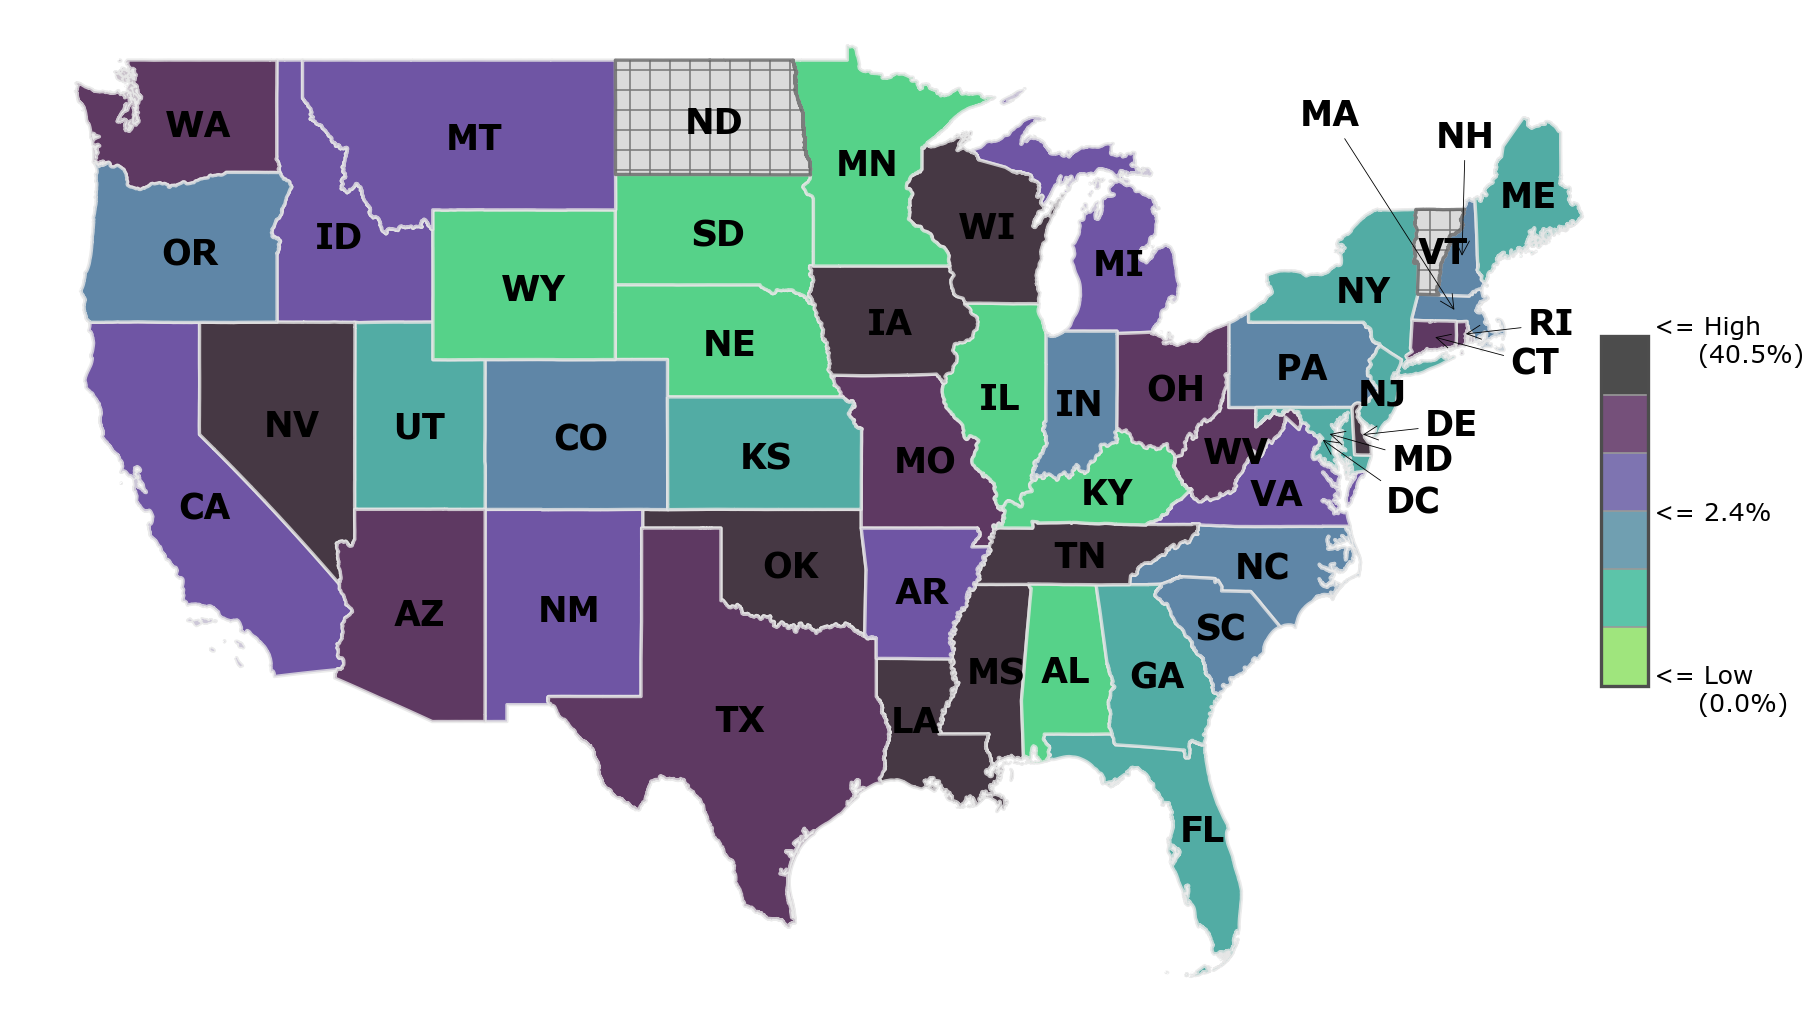 MA
NH
WA
ND
MT
MN
ME
WI
SD
ID
OR
VT
MI
WY
NY
IA
RI
<= High
(40.5%)
NE
CT
PA
OH
NJ
IL
IN
NV
UT
DE
CO
WV
KS
MO
MD
KY
VA
DC
CA
<= 2.4%
TN
OK
NC
AR
NM
AZ
SC
MS
AL
GA
<= Low
(0.0%)
TX
LA
FL